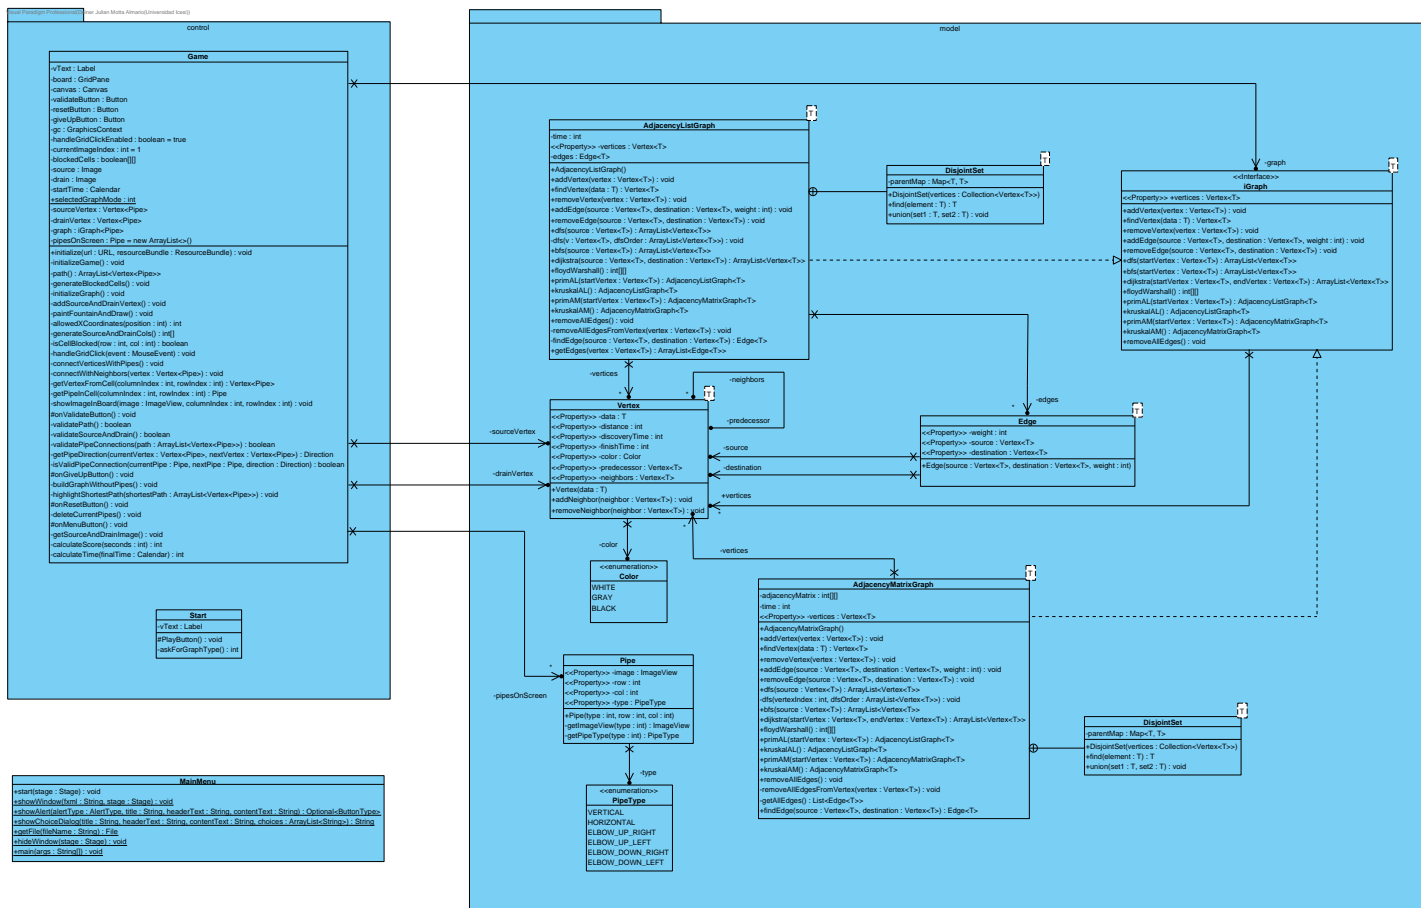 Visual Paradigm Professional(Donner Julian Motta Almario(Universidad Icesi))
control
Game
-vText : Label
-board : GridPane
-canvas : Canvas
-validateButton : Button
-resetButton : Button
-giveUpButton : Button
-gc : GraphicsContext
-handleGridClickEnabled : boolean = true
-currentImageIndex : int = 1
-blockedCells : boolean[][]
-source : Image
-drain : Image
-startTime : Calendar
+selectedGraphMode : int
-sourceVertex : Vertex<Pipe>
-drainVertex : Vertex<Pipe>
-graph : iGraph<Pipe>
-pipesOnScreen : Pipe = new ArrayList<>()
+initialize(url : URL, resourceBundle : ResourceBundle) : void
-initializeGame() : void
-path() : ArrayList<Vertex<Pipe>>
-generateBlockedCells() : void
-initializeGraph() : void
-addSourceAndDrainVertex() : void
-paintFountainAndDraw() : void
-allowedXCoordinates(position : int) : int
-generateSourceAndDrainCols() : int[]
-isCellBlocked(row : int, col : int) : boolean
-handleGridClick(event : MouseEvent) : void
-connectVerticesWithPipes() : void
-connectWithNeighbors(vertex : Vertex<Pipe>) : void
-getVertexFromCell(columnIndex : int, rowIndex : int) : Vertex<Pipe>
-getPipeInCell(columnIndex : int, rowIndex : int) : Pipe
-showImageInBoard(image : ImageView, columnIndex : int, rowIndex : int) : void
#onValidateButton() : void
-validatePath() : boolean
-validateSourceAndDrain() : boolean
-validatePipeConnections(path : ArrayList<Vertex<Pipe>>) : boolean
-getPipeDirection(currentVertex : Vertex<Pipe>, nextVertex : Vertex<Pipe>) : Direction
-isValidPipeConnection(currentPipe : Pipe, nextPipe : Pipe, direction : Direction) : boolean
#onGiveUpButton() : void
-buildGraphWithoutPipes() : void
-highlightShortestPath(shortestPath : ArrayList<Vertex<Pipe>>) : void
#onResetButton() : void
-deleteCurrentPipes() : void
#onMenuButton() : void
-getSourceAndDrainImage() : void
-calculateScore(seconds : int) : int
-calculateTime(finalTime : Calendar) : int
Start
-vText : Label
#PlayButton() : void
-askForGraphType() : int
MainMenu
+start(stage : Stage) : void
+showWindow(fxml : String, stage : Stage) : void
+showAlert(alertType : AlertType, title : String, headerText : String, contentText : String) : Optional<ButtonType>
+showChoiceDialog(title : String, headerText : String, contentText : String, choices : ArrayList<String>) : String
+getFile(fileName : String) : File
+hideWindow(stage : Stage) : void
+main(args : String[]) : void
model
T
AdjacencyListGraph
-time : int
<<Property>> -vertices : Vertex<T>
-edges : Edge<T>
+AdjacencyListGraph()
+addVertex(vertex : Vertex<T>) : void
+findVertex(data : T) : Vertex<T>
+removeVertex(vertex : Vertex<T>) : void
+addEdge(source : Vertex<T>, destination : Vertex<T>, weight : int) : void
+removeEdge(source : Vertex<T>, destination : Vertex<T>) : void
+dfs(source : Vertex<T>) : ArrayList<Vertex<T>>
-dfs(v : Vertex<T>, dfsOrder : ArrayList<Vertex<T>>) : void
+bfs(source : Vertex<T>) : ArrayList<Vertex<T>>
+dijkstra(source : Vertex<T>, destination : Vertex<T>) : ArrayList<Vertex<T>>
+floydWarshall() : int[][]
+primAL(startVertex : Vertex<T>) : AdjacencyListGraph<T>
+kruskalAL() : AdjacencyListGraph<T>
+primAM(startVertex : Vertex<T>) : AdjacencyMatrixGraph<T>
+kruskalAM() : AdjacencyMatrixGraph<T>
+removeAllEdges() : void
-removeAllEdgesFromVertex(vertex : Vertex<T>) : void
-findEdge(source : Vertex<T>, destination : Vertex<T>) : Edge<T>
+getEdges(vertex : Vertex<T>) : ArrayList<Edge<T>>
T
DisjointSet
-parentMap : Map<T, T>
+DisjointSet(vertices : Collection<Vertex<T>>)
+find(element : T) : T
+union(set1 : T, set2 : T) : void
-graph
T
<<Interface>>
iGraph
<<Property>> +vertices : Vertex<T>
+addVertex(vertex : Vertex<T>) : void
+findVertex(data : T) : Vertex<T>
+removeVertex(vertex : Vertex<T>) : void
+addEdge(source : Vertex<T>, destination : Vertex<T>, weight : int) : void
+removeEdge(source : Vertex<T>, destination : Vertex<T>) : void
+dfs(startVertex : Vertex<T>) : ArrayList<Vertex<T>>
+bfs(startVertex : Vertex<T>) : ArrayList<Vertex<T>>
+dijkstra(startVertex : Vertex<T>, endVertex : Vertex<T>) : ArrayList<Vertex<T>>
+floydWarshall() : int[][]
+primAL(startVertex : Vertex<T>) : AdjacencyListGraph<T>
+kruskalAL() : AdjacencyListGraph<T>
+primAM(startVertex : Vertex<T>) : AdjacencyMatrixGraph<T>
+kruskalAM() : AdjacencyMatrixGraph<T>
+removeAllEdges() : void
-vertices
*
-neighbors
*
T
Vertex
<<Property>> -data : T
<<Property>> -distance : int
<<Property>> -discoveryTime : int
<<Property>> -finishTime : int
<<Property>> -color : Color
<<Property>> -predecessor : Vertex<T>
<<Property>> -neighbors : Vertex<T>
+Vertex(data : T)
+addNeighbor(neighbor : Vertex<T>) : void
+removeNeighbor(neighbor : Vertex<T>) : void
-predecessor
-source
-destination
+vertices
*
-sourceVertex
-drainVertex
-edges
*
T
Edge
<<Property>> -weight : int
<<Property>> -source : Vertex<T>
<<Property>> -destination : Vertex<T>
+Edge(source : Vertex<T>, destination : Vertex<T>, weight : int)
*
-vertices
-color
<<enumeration>>
Color
WHITE
GRAY
BLACK
T
AdjacencyMatrixGraph
-adjacencyMatrix : int[][]
-time : int
<<Property>> -vertices : Vertex<T>
+AdjacencyMatrixGraph()
+addVertex(vertex : Vertex<T>) : void
+findVertex(data : T) : Vertex<T>
+removeVertex(vertex : Vertex<T>) : void
+addEdge(source : Vertex<T>, destination : Vertex<T>, weight : int) : void
+removeEdge(source : Vertex<T>, destination : Vertex<T>) : void
+dfs(source : Vertex<T>) : ArrayList<Vertex<T>>
-dfs(vertexIndex : int, dfsOrder : ArrayList<Vertex<T>>) : void
+bfs(source : Vertex<T>) : ArrayList<Vertex<T>>
+dijkstra(startVertex : Vertex<T>, endVertex : Vertex<T>) : ArrayList<Vertex<T>>
+floydWarshall() : int[][]
+primAL(startVertex : Vertex<T>) : AdjacencyListGraph<T>
+kruskalAL() : AdjacencyListGraph<T>
+primAM(startVertex : Vertex<T>) : AdjacencyMatrixGraph<T>
+kruskalAM() : AdjacencyMatrixGraph<T>
+removeAllEdges() : void
-removeAllEdgesFromVertex(vertex : Vertex<T>) : void
-getAllEdges() : List<Edge<T>>
+findEdge(source : Vertex<T>, destination : Vertex<T>) : Edge<T>
T
DisjointSet
-parentMap : Map<T, T>
+DisjointSet(vertices : Collection<Vertex<T>>)
+find(element : T) : T
+union(set1 : T, set2 : T) : void
*
-pipesOnScreen
Pipe
<<Property>> -image : ImageView
<<Property>> -row : int
<<Property>> -col : int
<<Property>> -type : PipeType
+Pipe(type : int, row : int, col : int)
-getImageView(type : int) : ImageView
-getPipeType(type : int) : PipeType
-type
<<enumeration>>
PipeType
VERTICAL
HORIZONTAL
ELBOW_UP_RIGHT
ELBOW_UP_LEFT
ELBOW_DOWN_RIGHT
ELBOW_DOWN_LEFT